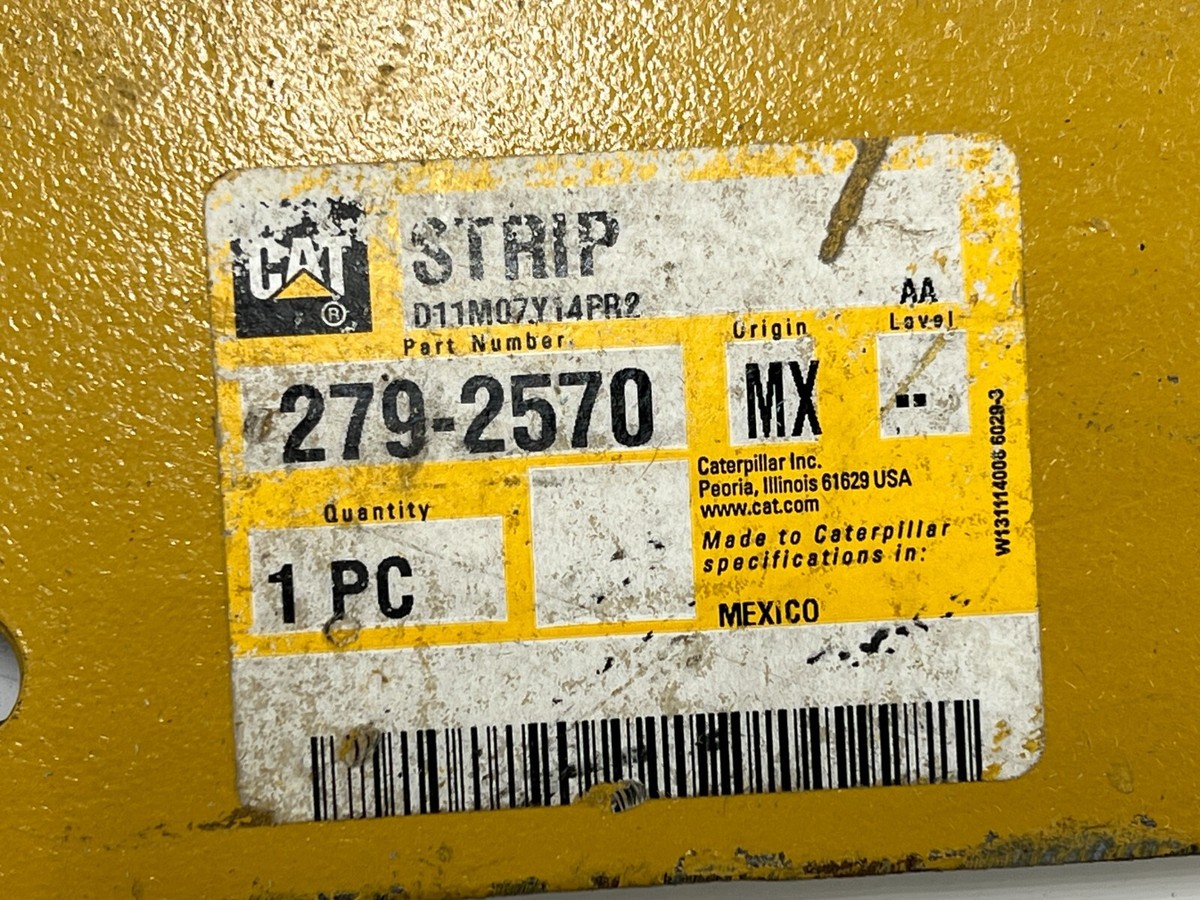 CAT
®
STRIP
D11M07Y14PR2
AA
Part Number
Origin
Level
279-2570
MX
--
Quantity
1 PC
Caterpillar Inc.
Peoria, Illinois 61629 USA
www.cat.com
Made to Caterpillar
specifications in:
MEXICO
W131114008 6029-3